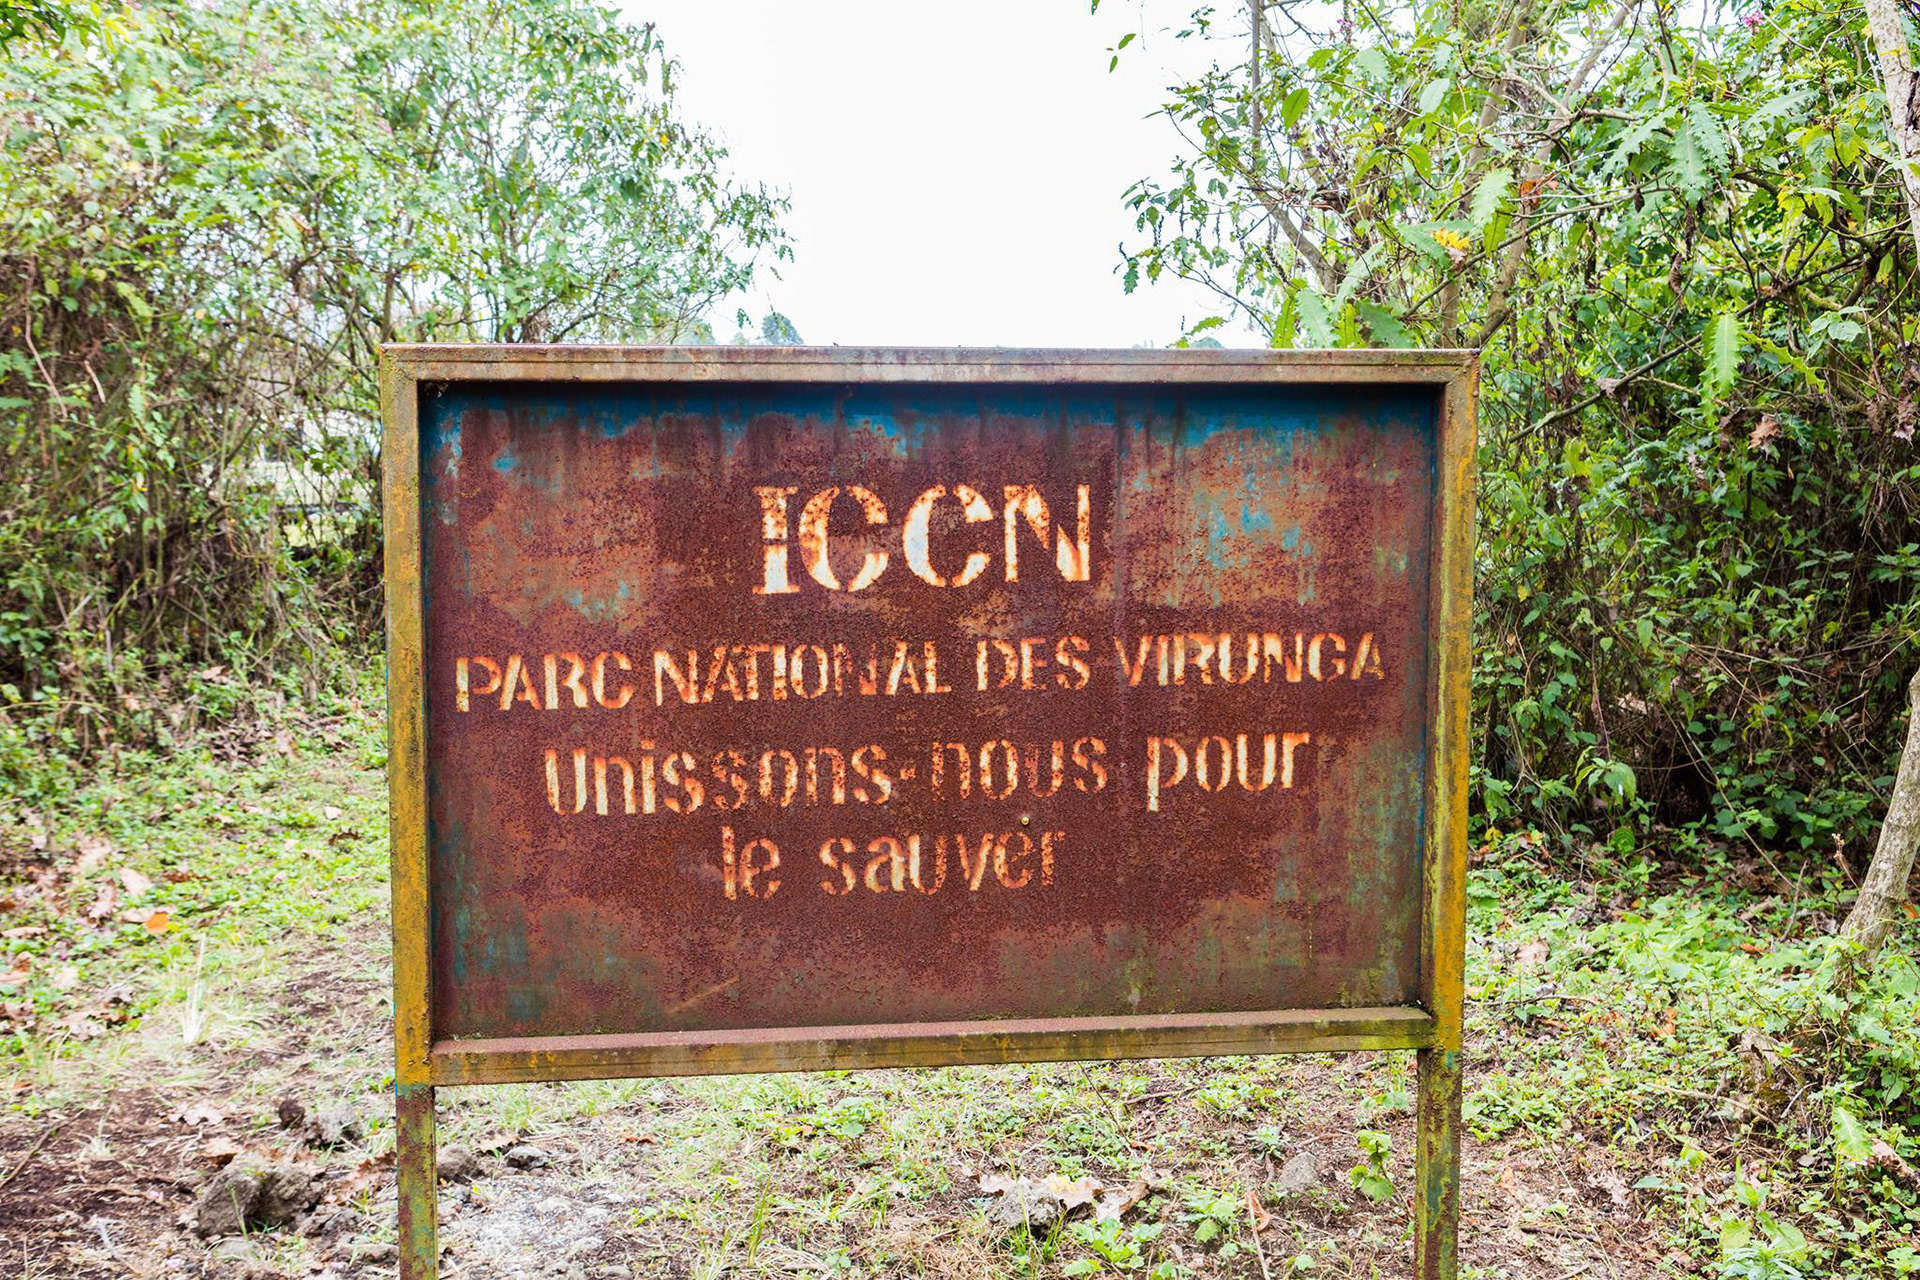 ICCN
PARC NATIONAL DES VIRUNGA
Unissons-nous pour
le sauver